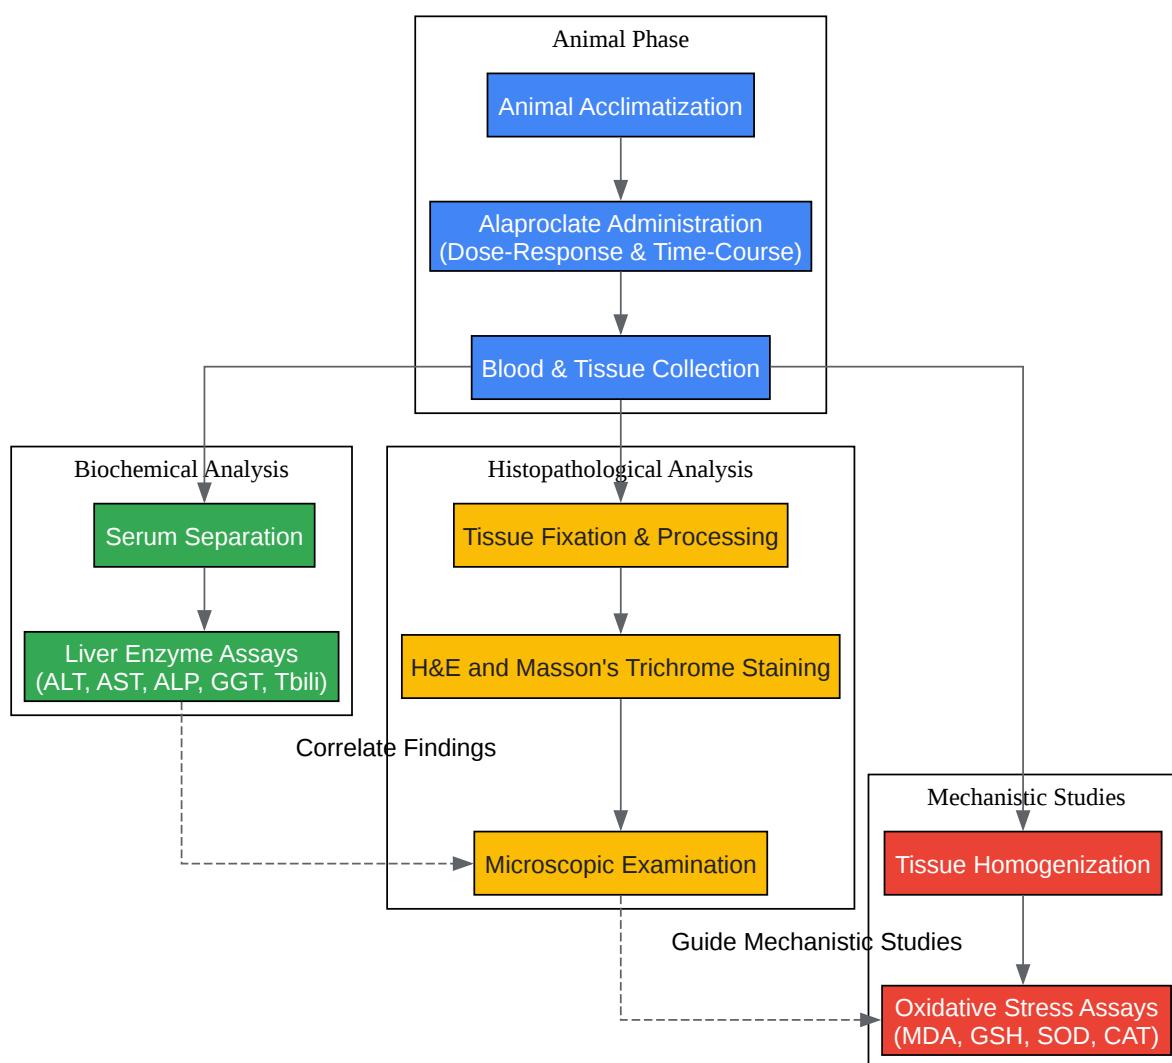 Animal Phase
Animal Acclimatization
Alaproclate Administration
(Dose-Response & Time-Course)
Blood & Tissue Collection
Biochemical Analysis
Serum Separation
Liver Enzyme Assays
(ALT, AST, ALP, GGT, Tbili)
Histopathological Analysis
Tissue Fixation & Processing
H&E and Masson's Trichrome Staining
Correlate Findings
Microscopic Examination
Guide Mechanistic Studies
Mechanistic Studies
Tissue Homogenization
Oxidative Stress Assays
(MDA, GSH, SOD, CAT)